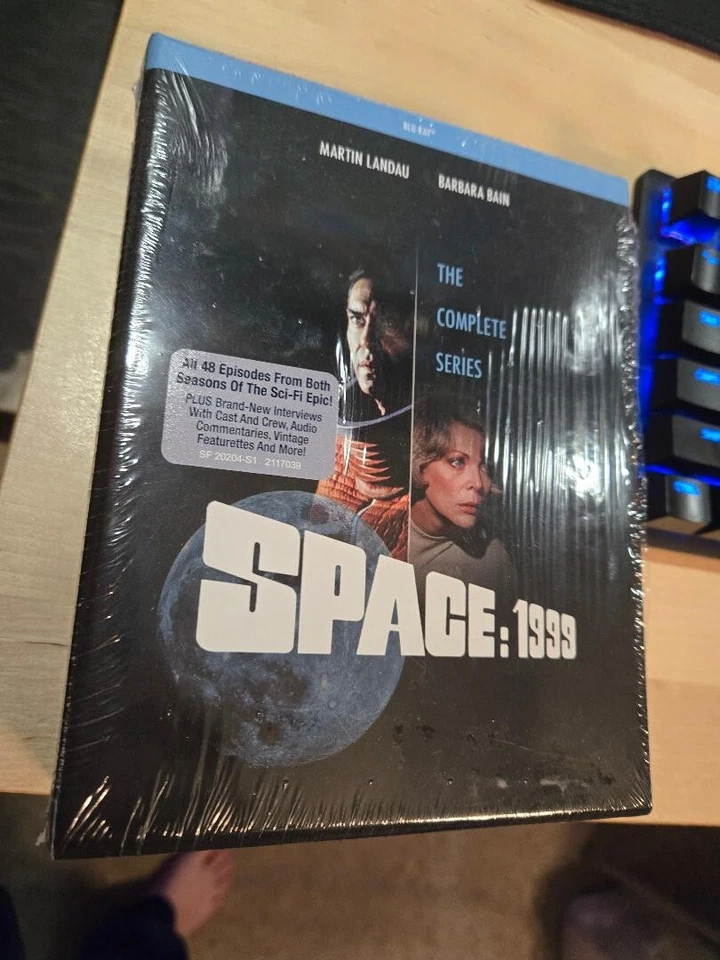 BLU-RAY™
MARTIN LANDAU BARBARA BAIN
THE
COMPLETE
SERIES
All 48 Episodes From Both
Seasons Of The Sci-Fi Epic!
PLUS Brand-New Interviews
With Cast And Crew, Audio
Commentaries, Vintage
Featurettes And More!
SF 20204-S1 2117039
SPACE: 1999